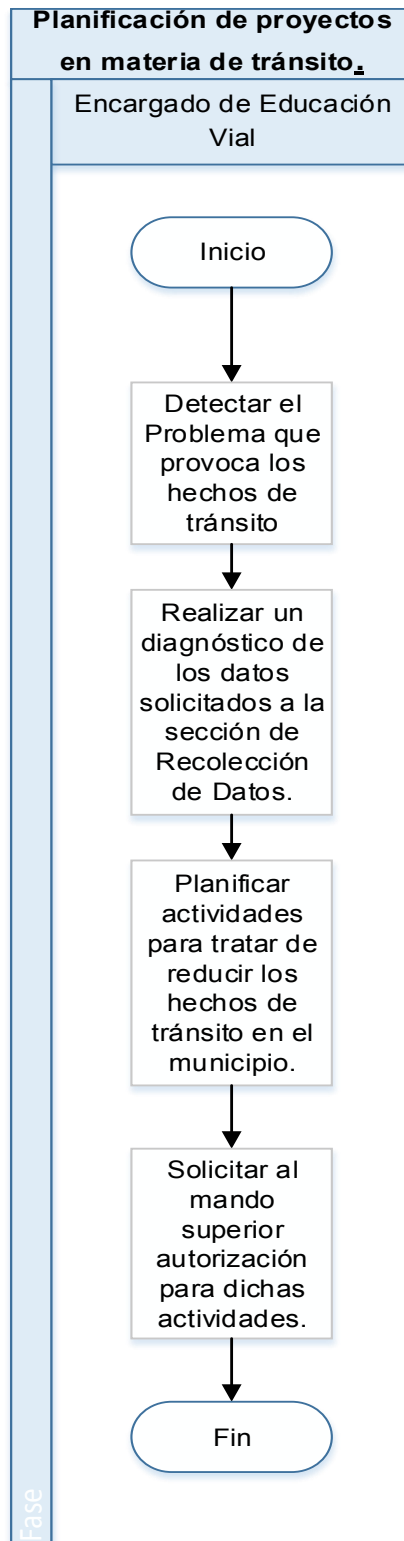 Planificación de proyectos
en materia de tránsito.
Encargado de Educación
Vial
Inicio
Detectar el
Problema que
provoca los
hechos de
tránsito
Realizar un
diagnóstico de
los datos
solicitados a la
sección de
Recolección
de Datos.
Planificar
actividades
para tratar de
reducir los
hechos de
tránsito en el
municipio.
Solicitar al
mando
superior
autorización
para dichas
actividades.
Fin
Fase